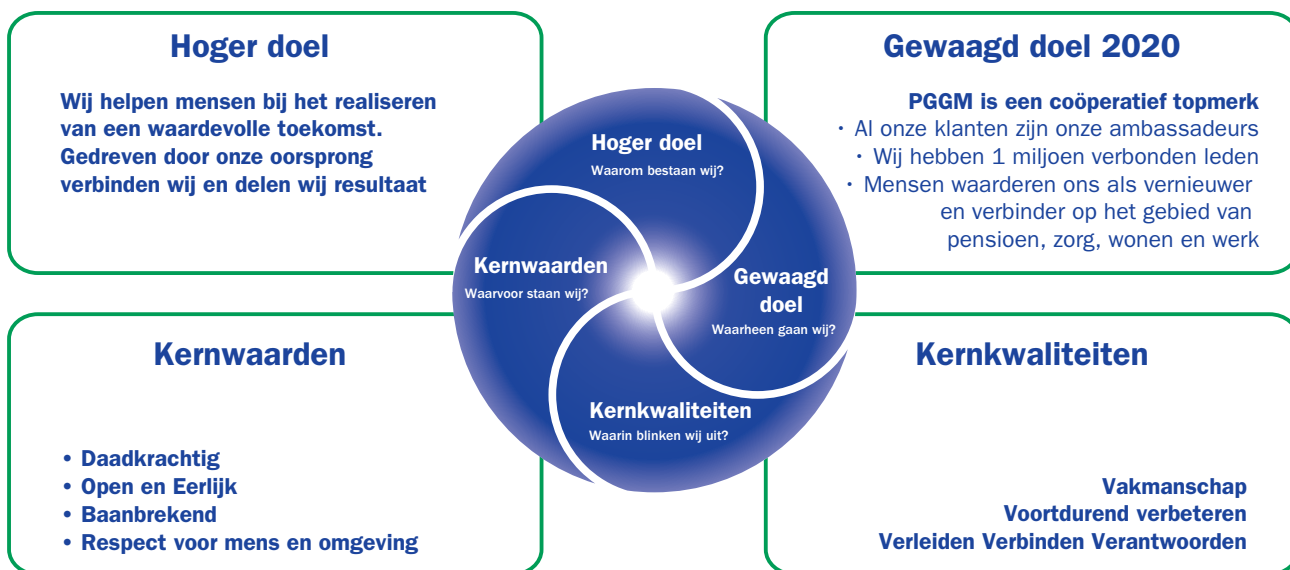 Hoger doel
Wij helpen mensen bij het realiseren
van een waardevolle toekomst.
Gedreven door onze oorsprong
verbinden wij en delen wij resultaat
Gewaagd doel 2020
PGGM is een coöperatief topmerk
· Al onze klanten zijn onze ambassadeurs
· Wij hebben 1 miljoen verbonden leden
· Mensen waarderen ons als vernieuwer
en verbinder op het gebied van
pensioen, zorg, wonen en werk
Hoger doel
Waarom bestaan wij?
Kernwaarden
Waarvoor staan wij?
Gewaagd
doel
Waarheen gaan wij?
Kernkwaliteiten
Waarin blinken wij uit?
Kernwaarden
• Daadkrachtig
• Open en Eerlijk
• Baanbrekend
• Respect voor mens en omgeving
Kernkwaliteiten
Vakmanschap
Voortdurend verbeteren
Verleiden Verbinden Verantwoorden